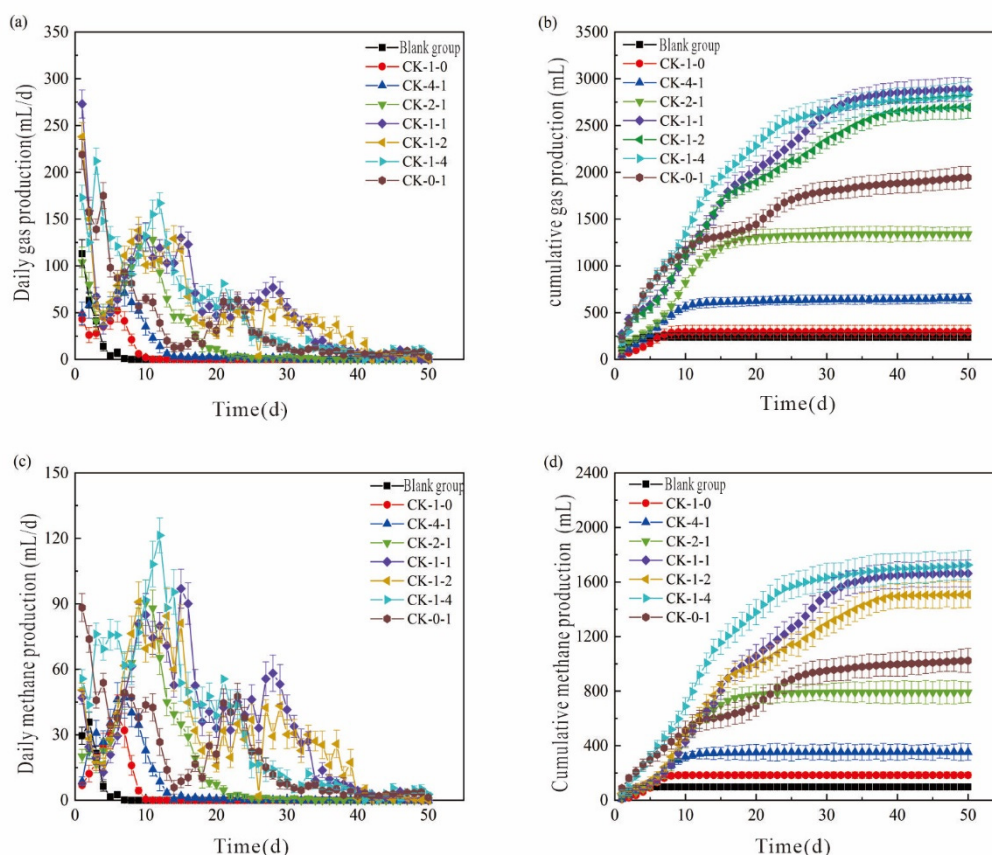 (a)
Daily gas production(mL/d)
350
300
250
200
150
100
50
0
0 10 20 30 40 50
Time(d)
Blank group
CK-1-0
CK-4-1
CK-2-1
CK-1-1
CK-1-2
CK-1-4
CK-0-1
(b)
cumulative gas production (mL)
3500
3000
2500
2000
1500
1000
500
0
0 10 20 30 40 50
Time(d)
Blank group
CK-1-0
CK-4-1
CK-2-1
CK-1-1
CK-1-2
CK-1-4
CK-0-1
(c)
Daily methane production (mL/d)
150
120
90
60
30
0
0 10 20 30 40 50
Time(d)
Blank group
CK-1-0
CK-4-1
CK-2-1
CK-1-1
CK-1-2
CK-1-4
CK-0-1
(d)
Cumulative methane production (mL)
2400
2000
1600
1200
800
400
0
0 10 20 30 40 50
Time(d)
Blank group
CK-1-0
CK-4-1
CK-2-1
CK-1-1
CK-1-2
CK-1-4
CK-0-1